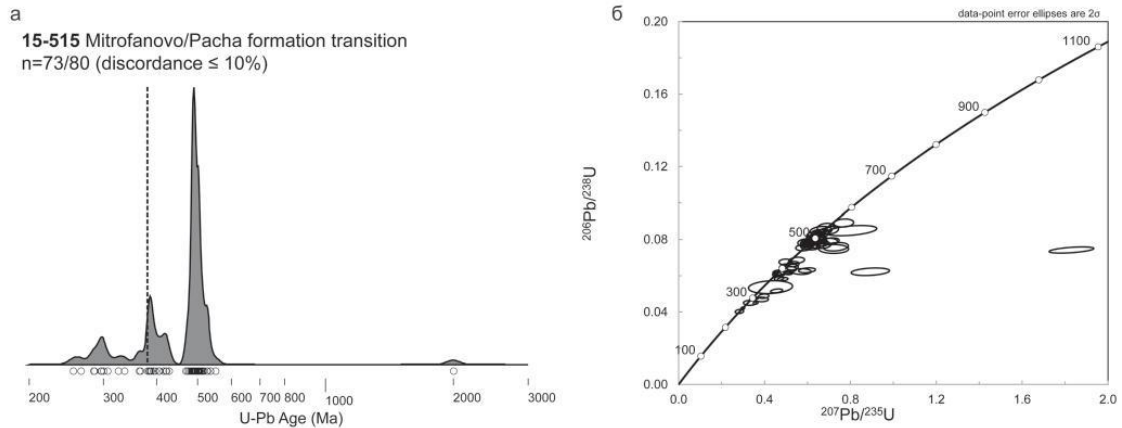 а
15-515 Mitrofanovo/Pacha formation transition
n=73/80 (discordance ≤ 10%)
200 300 400 500 600 700 800 1000 2000 3000
U-Pb Age (Ma)
б
data-point error ellipses are 2σ
0.20
0.16
0.12
0.08
0.04
0.00
²⁰⁶Pb/²³⁸U
1100
900
700
500
300
100
0.0 0.4 0.8 1.2 1.6 2.0
²⁰⁷Pb/²³⁵U